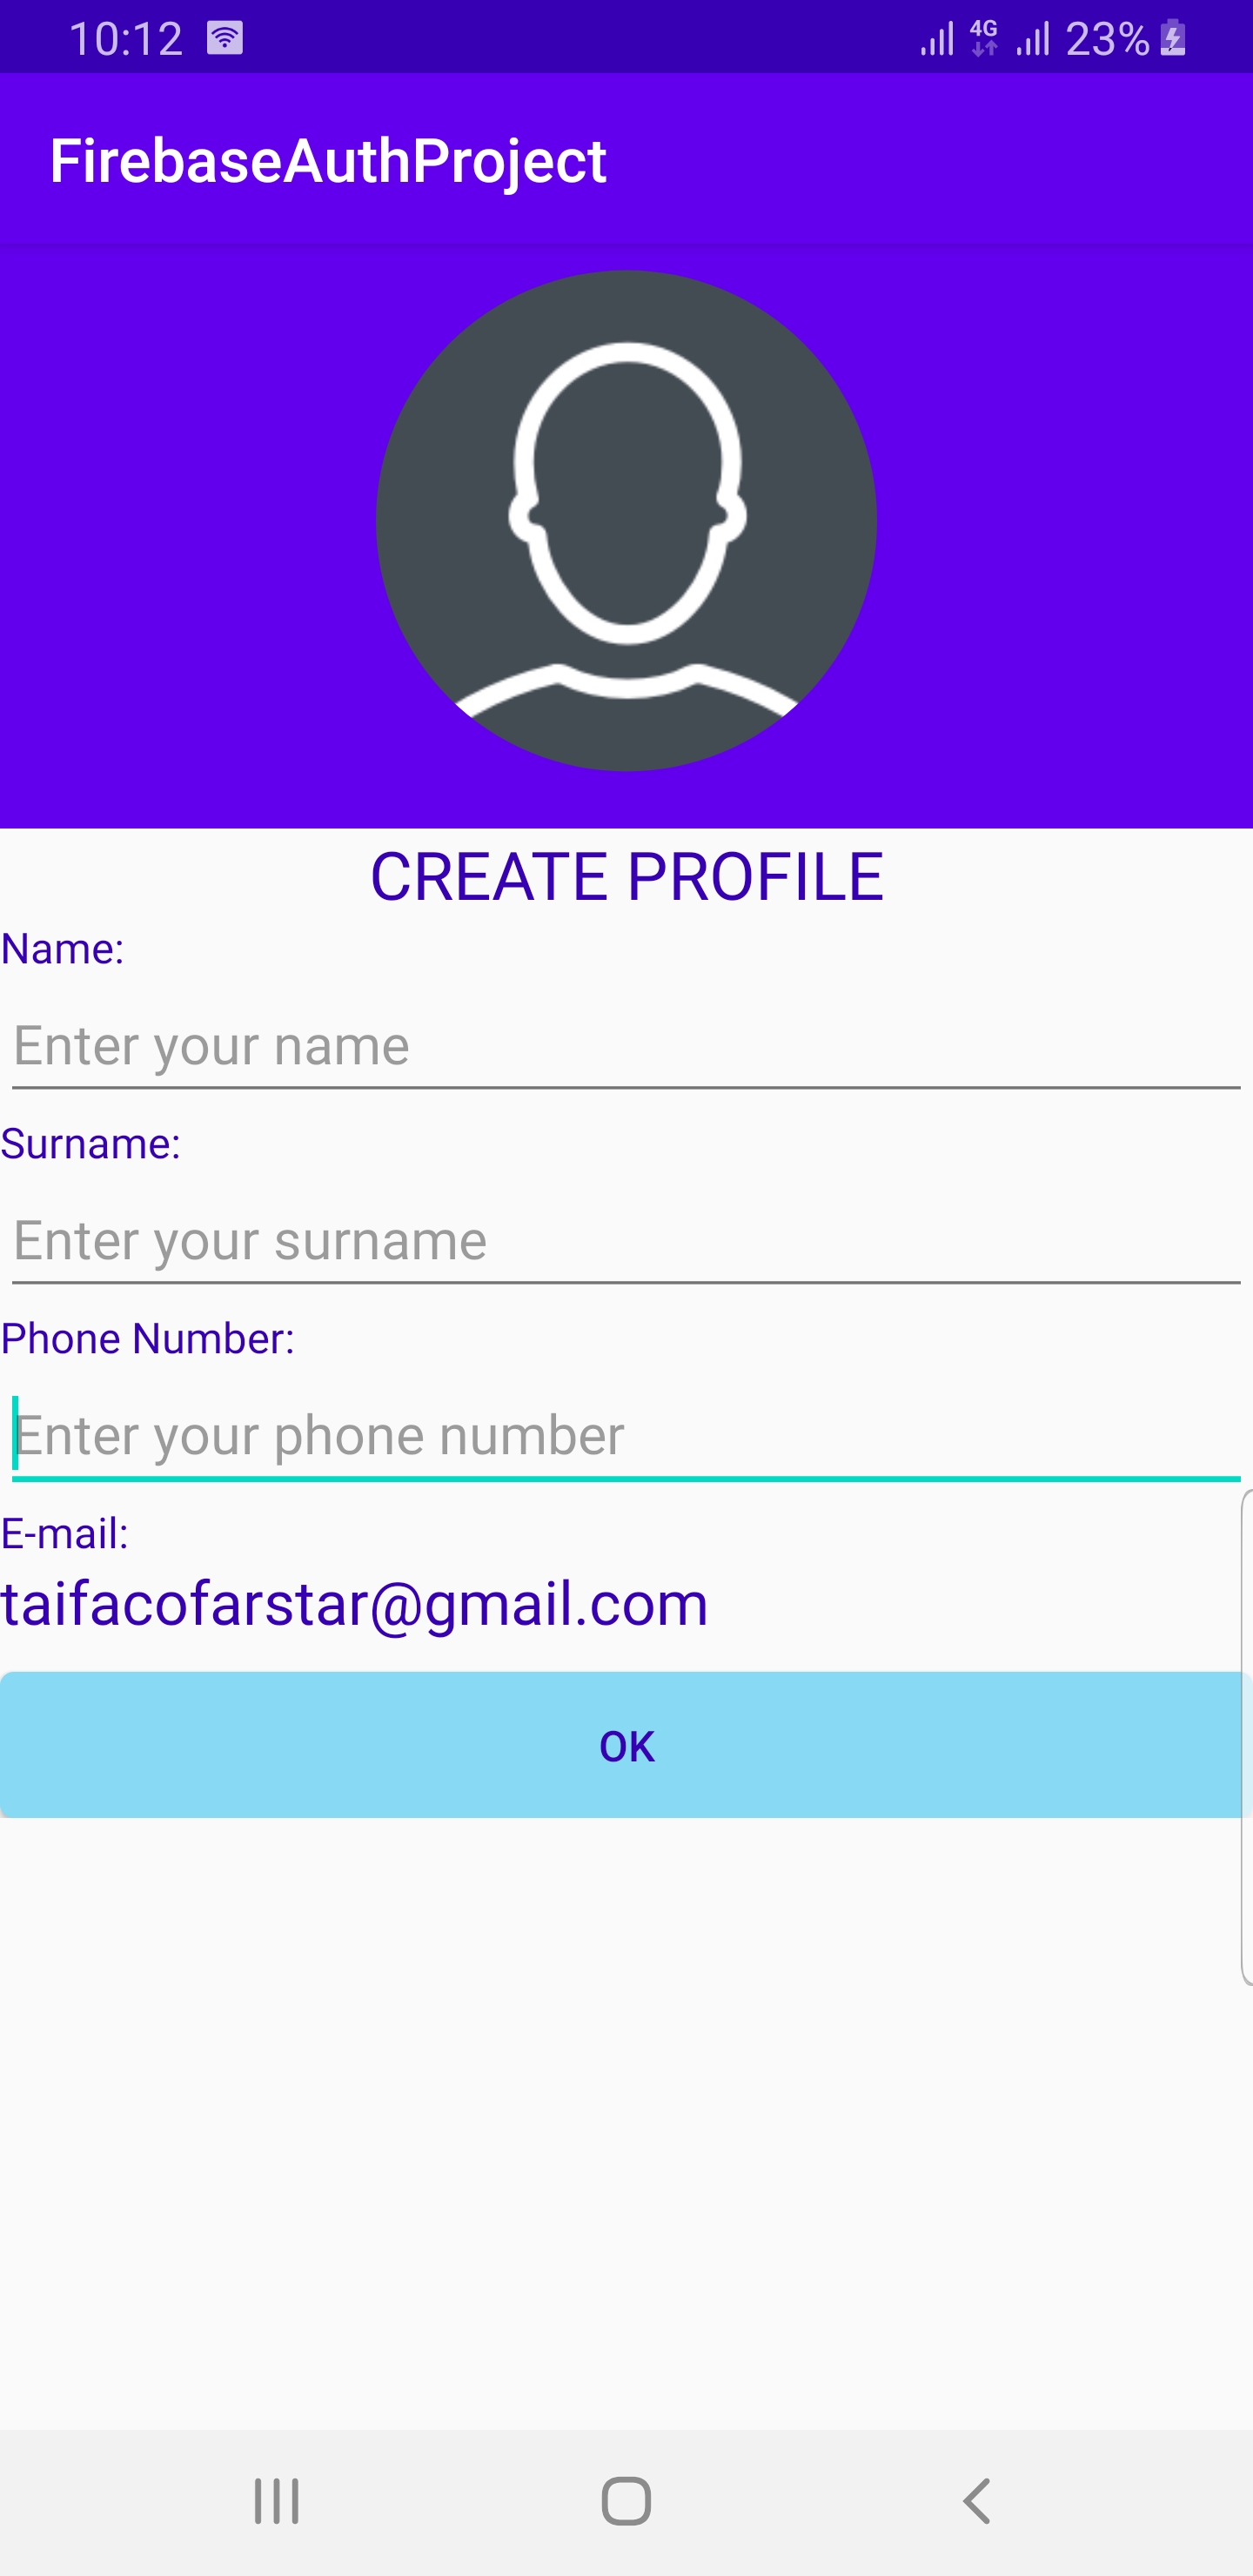 10:12 4G 23%
FirebaseAuthProject
CREATE PROFILE
Name:
Enter your name
Surname:
Enter your surname
Phone Number:
Enter your phone number
E-mail:
taifacofarstar@gmail.com
OK